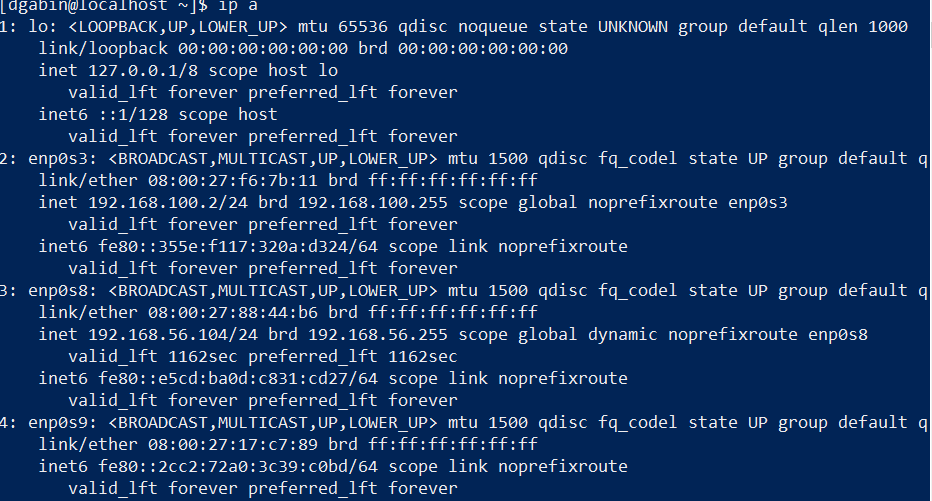 [dgabin@localhost ~]$ ip a
1: lo: <LOOPBACK,UP,LOWER_UP> mtu 65536 qdisc noqueue state UNKNOWN group default qlen 1000
link/loopback 00:00:00:00:00:00 brd 00:00:00:00:00:00
inet 127.0.0.1/8 scope host lo
valid_lft forever preferred_lft forever
inet6 ::1/128 scope host
valid_lft forever preferred_lft forever
2: enp0s3: <BROADCAST,MULTICAST,UP,LOWER_UP> mtu 1500 qdisc fq_codel state UP group default q
link/ether 08:00:27:f6:7b:11 brd ff:ff:ff:ff:ff:ff
inet 192.168.100.2/24 brd 192.168.100.255 scope global noprefixroute enp0s3
valid_lft forever preferred_lft forever
inet6 fe80::355e:f117:320a:d324/64 scope link noprefixroute
valid_lft forever preferred_lft forever
3: enp0s8: <BROADCAST,MULTICAST,UP,LOWER_UP> mtu 1500 qdisc fq_codel state UP group default q
link/ether 08:00:27:88:44:b6 brd ff:ff:ff:ff:ff:ff
inet 192.168.56.104/24 brd 192.168.56.255 scope global dynamic noprefixroute enp0s8
valid_lft 1162sec preferred_lft 1162sec
inet6 fe80::e5cd:ba0d:c831:cd27/64 scope link noprefixroute
valid_lft forever preferred_lft forever
4: enp0s9: <BROADCAST,MULTICAST,UP,LOWER_UP> mtu 1500 qdisc fq_codel state UP group default q
link/ether 08:00:27:17:c7:89 brd ff:ff:ff:ff:ff:ff
inet6 fe80::2cc2:72a0:3c39:c0bd/64 scope link noprefixroute
valid_lft forever preferred_lft forever